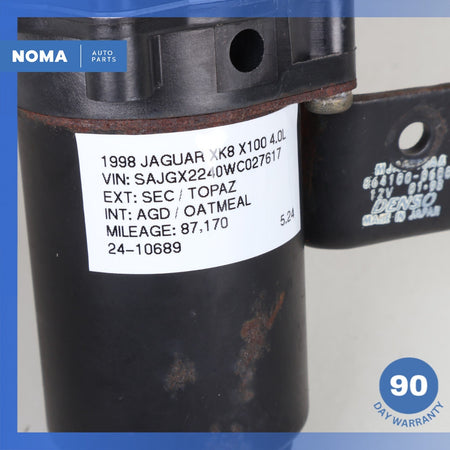 NOMA AUTO PARTS
1998 JAGUAR XK8 X100 4.0L
VIN: SAJGX2240WC027617
EXT: SEC / TOPAZ
INT: AGD / OATMEAL
MILEAGE: 87,170
24-10689 5.24
12V
DENSO
MADE IN JAPAN
90
DAY WARRANTY